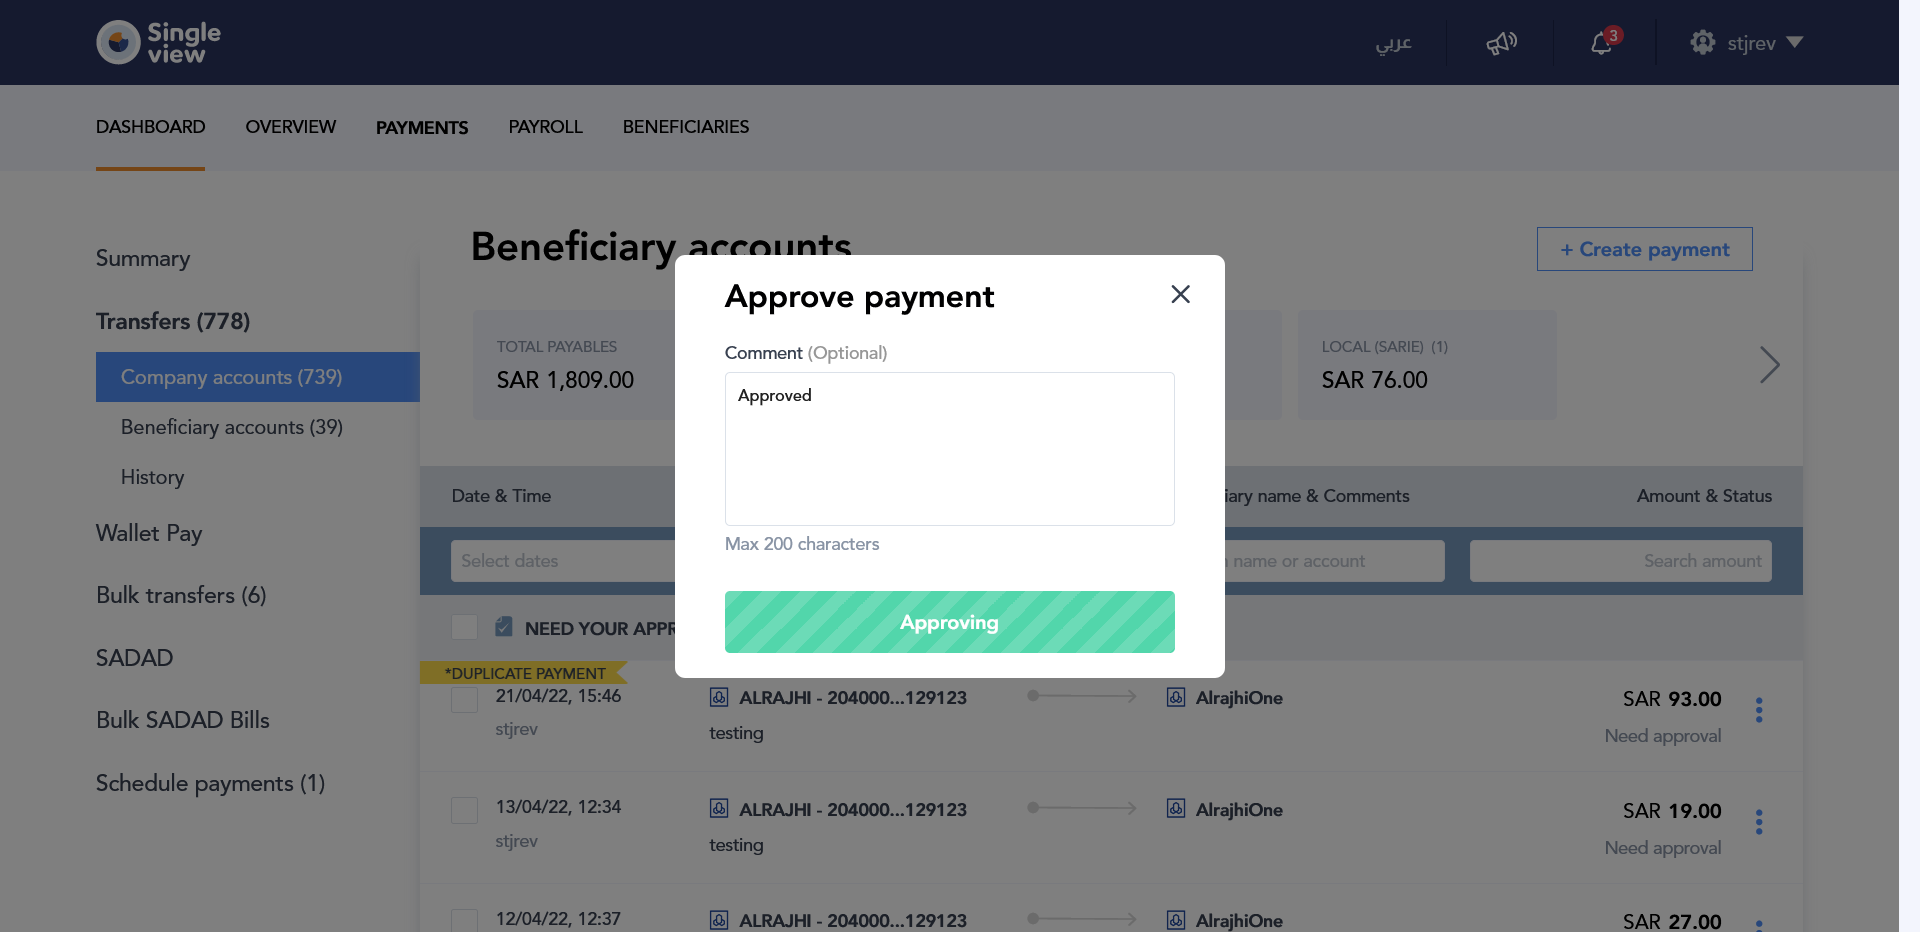 Single
view
عربي
3
stjrev
DASHBOARD
OVERVIEW
PAYMENTS
PAYROLL
BENEFICIARIES
Summary
Transfers (778)
Company accounts (739)
Beneficiary accounts (39)
History
Wallet Pay
Bulk transfers (6)
SADAD
Bulk SADAD Bills
Schedule payments (1)
Beneficiary accounts
+ Create payment
TOTAL PAYABLES
SAR 1,809.00
LOCAL (SARIE) (1)
SAR 76.00
Approve payment
Comment (Optional)
Approved
Max 200 characters
Approving
Date & Time
iary name & Comments
Amount & Status
Select dates
name or account
Search amount
NEED YOUR APPR
*DUPLICATE PAYMENT
21/04/22, 15:46
stjrev
ALRAJHI - 204000...129123
testing
AlrajhiOne
SAR 93.00
Need approval
13/04/22, 12:34
stjrev
ALRAJHI - 204000...129123
testing
AlrajhiOne
SAR 19.00
Need approval
12/04/22, 12:37
ALRAJHI - 204000...129123
AlrajhiOne
SAR 27.00